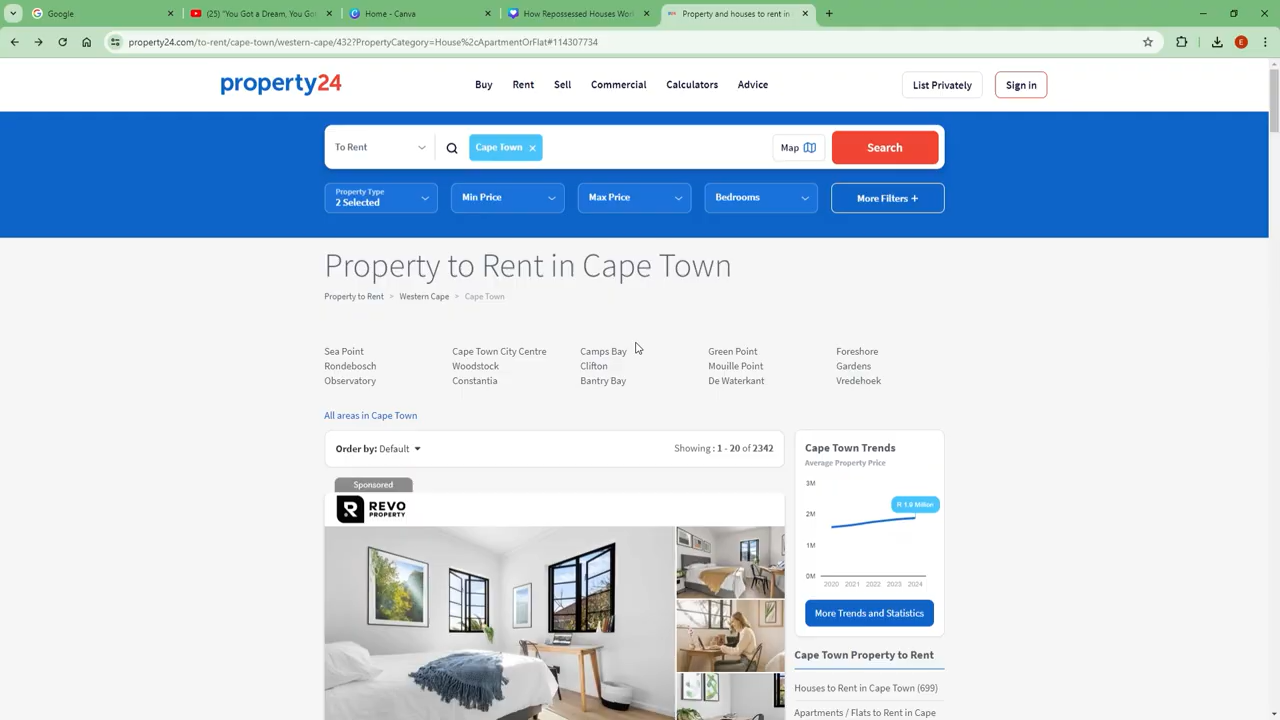 Google
(25) "You Got a Dream, You Got
Home - Canva
How Repossessed Houses Work
Property and houses to rent in
property24.com/to-rent/cape-town/western-cape/432?PropertyCategory=House%2cApartmentOrFlat#114307734
E
property24
Buy Rent Sell Commercial Calculators Advice
List Privately
Sign in
To Rent
Cape Town ×
Map
Search
Property Type
2 Selected
Min Price
Max Price
Bedrooms
More Filters +
Property to Rent in Cape Town
Property to Rent > Western Cape > Cape Town
Sea Point Cape Town City Centre Camps Bay Green Point Foreshore
Rondebosch Woodstock Clifton Mouille Point Gardens
Observatory Constantia Bantry Bay De Waterkant Vredehoek
All areas in Cape Town
Order by: Default
Showing : 1 - 20 of 2342
Sponsored
R REVO
PROPERTY
Cape Town Trends
Average Property Price
3M
R 1.9 Million
2M
1M
0M
2020 2021 2022 2023 2024
More Trends and Statistics
Cape Town Property to Rent
Houses to Rent in Cape Town (699)
Apartments / Flats to Rent in Cape